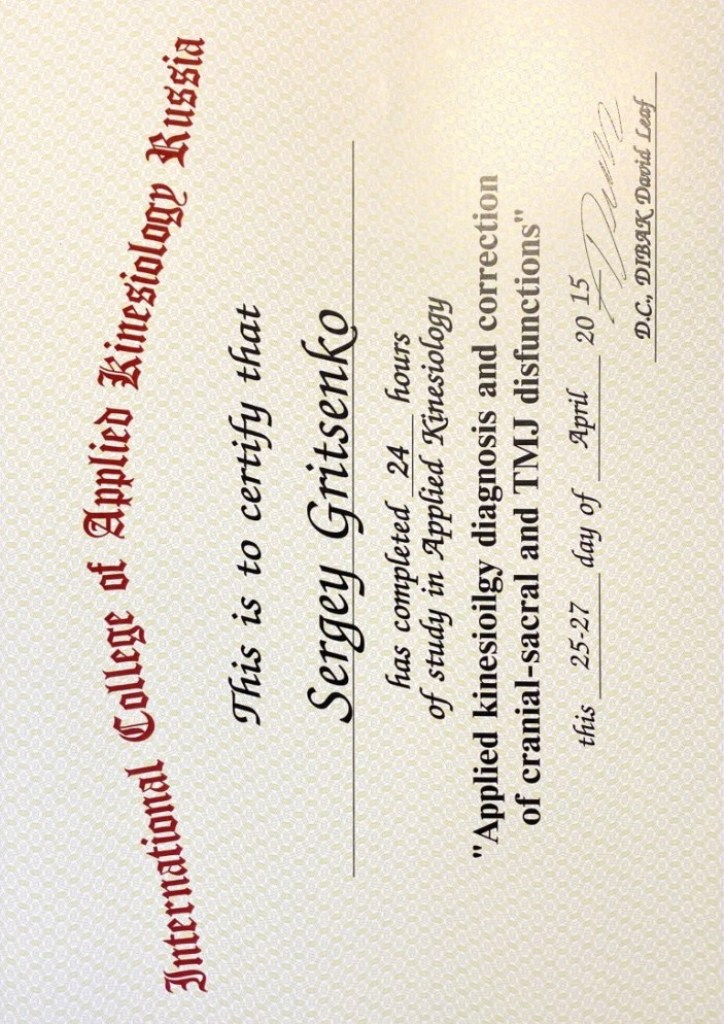 International College of Applied Kinesiology Russia
This is to certify that
Sergey Gritsenko
has completed 24 hours
of study in Applied Kinesiology
"Applied kinesioilgy diagnosis and correction
of cranial-sacral and TMJ disfunctions"
this 25-27 day of April 20 15
D.C., DIBAK David Leaf